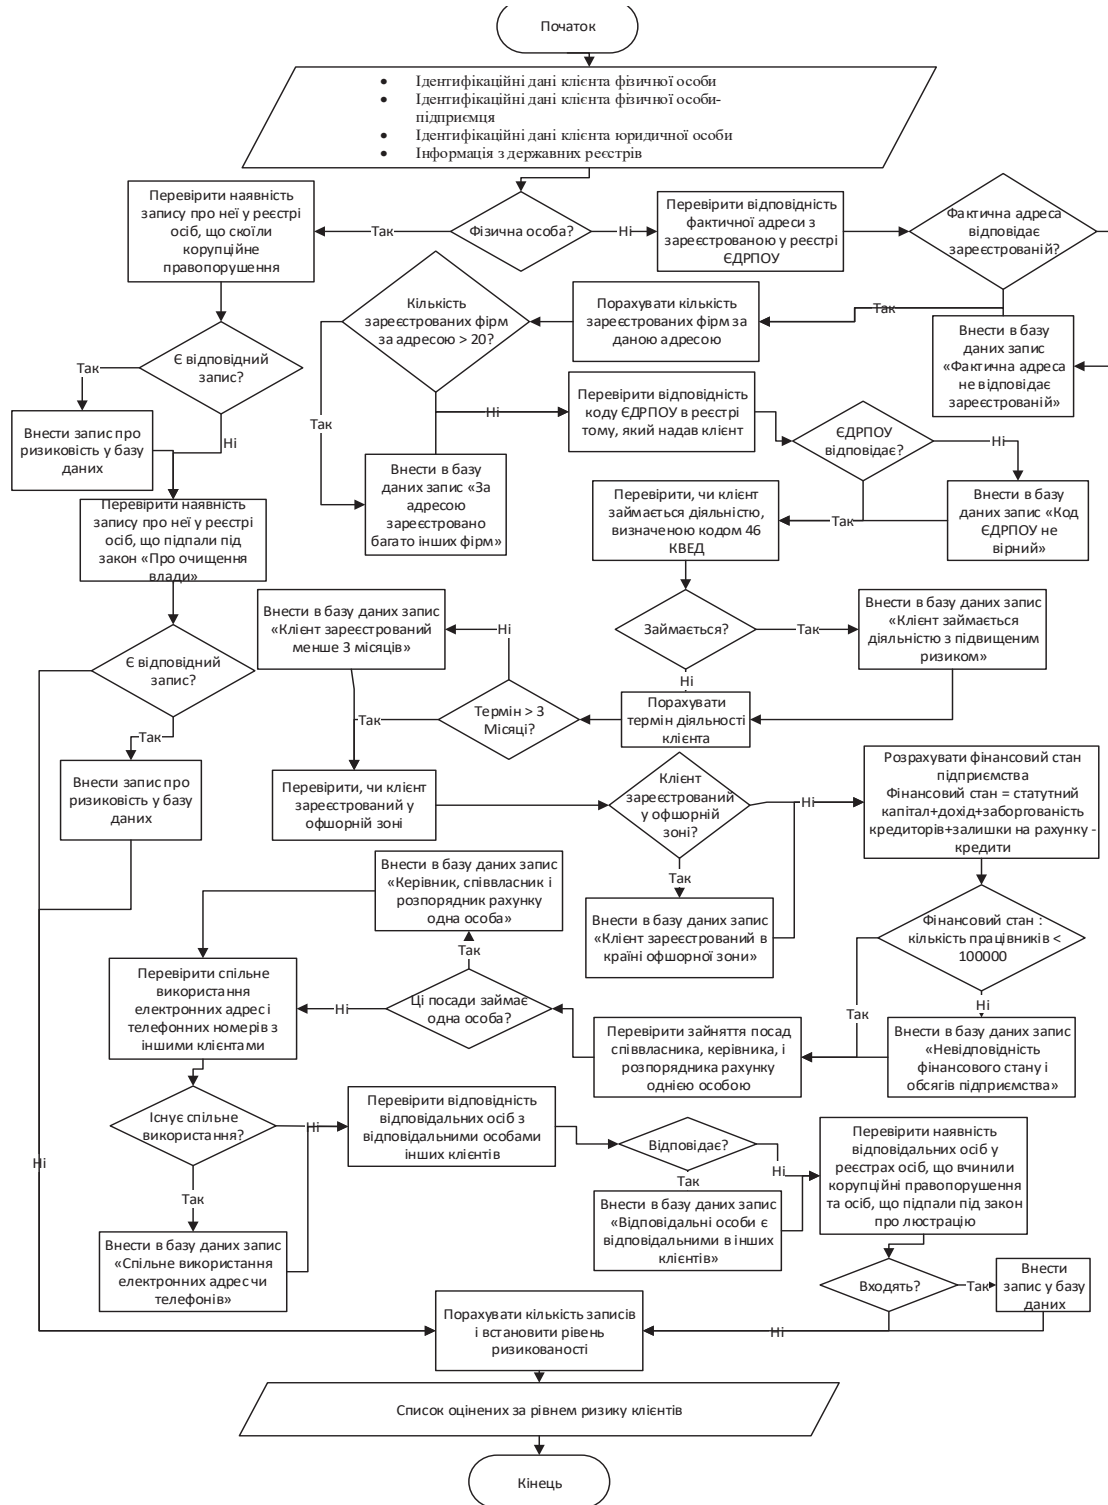 Початок
• Ідентифікаційні дані клієнта фізичної особи
• Ідентифікаційні дані клієнта фізичної особи-
підприємця
• Ідентифікаційні дані клієнта юридичної особи
• Інформація з державних реєстрів
Перевірити наявність
запису про неї у реєстрі
осіб, що скоїли
корупційне
правопорушення
Так
Фізична особа?
Ні
Перевірити відповідність
фактичної адреси з
зареєстрованою у реєстрі
ЄДРПОУ
Фактична адреса
відповідає
зареєстрованій?
Кількість
зареєстрованих фірм
за адресою > 20?
Порахувати кількість
зареєстрованих фірм за
даною адресою
Так
Внести в базу
даних запис
«Фактична адреса
не відповідає
зареєстрованій»
Є відповідний
запис?
Так
Ні
Внести запис про
ризиковість у базу
даних
Так
Ні
Перевірити відповідність
коду ЄДРПОУ в реєстрі
тому, який надав клієнт
ЄДРПОУ
відповідає?
Ні
Внести в базу
даних запис «За
адресою
зареєстровано
багато інших фірм»
Перевірити, чи клієнт
займається діяльністю,
визначеною кодом 46
КВЕД
Так
Внести в базу
даних запис «Код
ЄДРПОУ не
вірний»
Перевірити наявність
запису про неї у реєстрі
осіб, що підпали під
закон «Про очищення
влади»
Внести в базу даних запис
«Клієнт зареєстрований
менше 3 місяців»
Ні
Займається?
Так
Внести в базу даних запис
«Клієнт займається
діяльністю з підвищеним
ризиком»
Є відповідний
запис?
Ні
Так
Термін > 3
Місяці?
Порахувати
термін діяльності
клієнта
Так
Внести запис про
ризиковість у базу
даних
Перевірити, чи клієнт
зареєстрований у
офшорній зоні
Клієнт
зареєстрований
у офшорній
зоні?
Ні
Розрахувати фінансовий стан
підприємства
Фінансовий стан = статутний
капітал+дохід+заборгованість
кредиторів+залишки на рахунку -
кредити
Так
Внести в базу даних запис
«Керівник, співвласник і
розпорядник рахунку
одна особа»
Внести в базу даних запис
«Клієнт зареєстрований в
країні офшорної зони»
Фінансовий стан :
кількість працівників <
100000
Так
Перевірити спільне
використання
електронних адрес і
телефонних номерів з
іншими клієнтами
Ні
Ці посади займає
одна особа?
Перевірити зайняття посад
співвласника, керівника, і
розпорядника рахунку
однією особою
Так
Ні
Внести в базу даних запис
«Невідповідність
фінансового стану і
обсягів підприємства»
Існує спільне
використання?
Ні
Перевірити відповідність
відповідальних осіб з
відповідальними особами
інших клієнтів
Відповідає?
Ні
Перевірити наявність
відповідальних осіб у
реєстрах осіб, що вчинили
корупційні правопорушення
та осіб, що підпали під закон
про люстрацію
Ні
Так
Так
Внести в базу даних запис
«Відповідальні особи є
відповідальними в інших
клієнтів»
Внести в базу даних запис
«Спільне використання
електронних адрес чи
телефонів»
Входять?
Так
Внести
запис у базу
даних
Порахувати кількість записів
і встановити рівень
ризикованості
Ні
Список оцінених за рівнем ризику клієнтів
Кінець